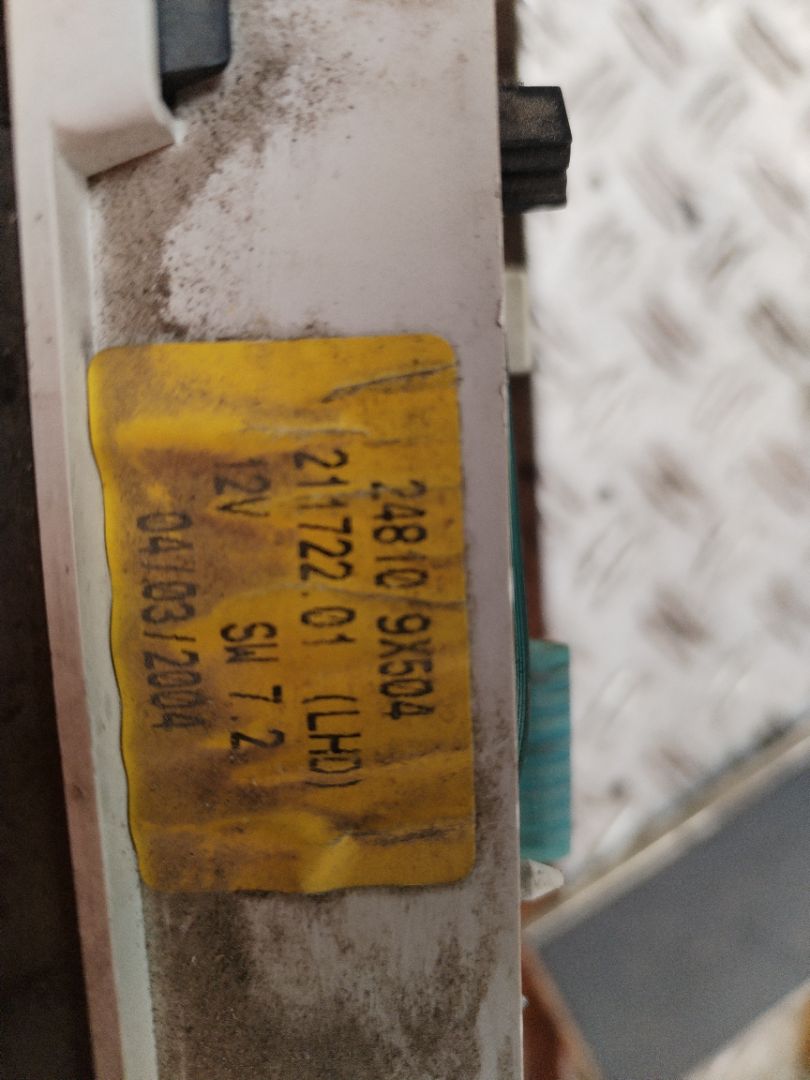 24810 9X504
211722.01 (LHD)
12V SW 7.2
04/03/2004